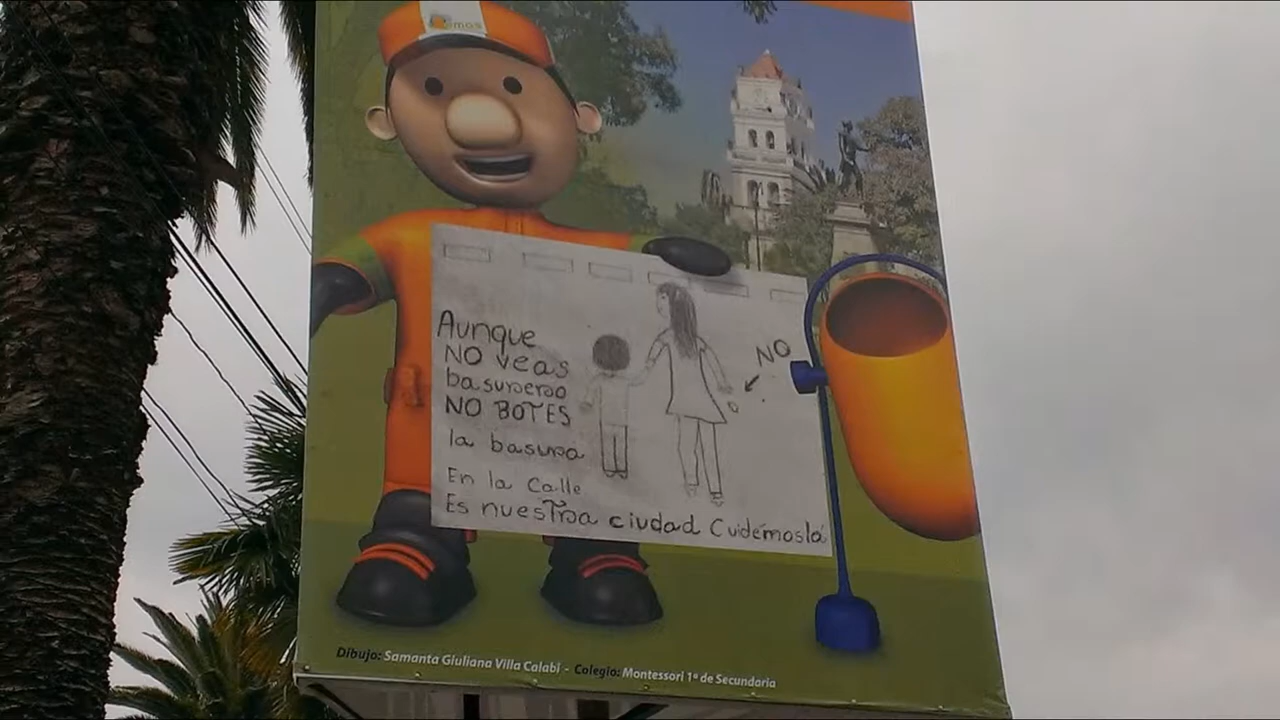 Aunque
NO veas
basurero
NO BOTES
la basura
En la Calle
Es nuestra ciudad Cuidémosla
NO
Dibujo: Samanta Giuliana Villa Calabi - Colegio: Montessori 1º de Secundaria